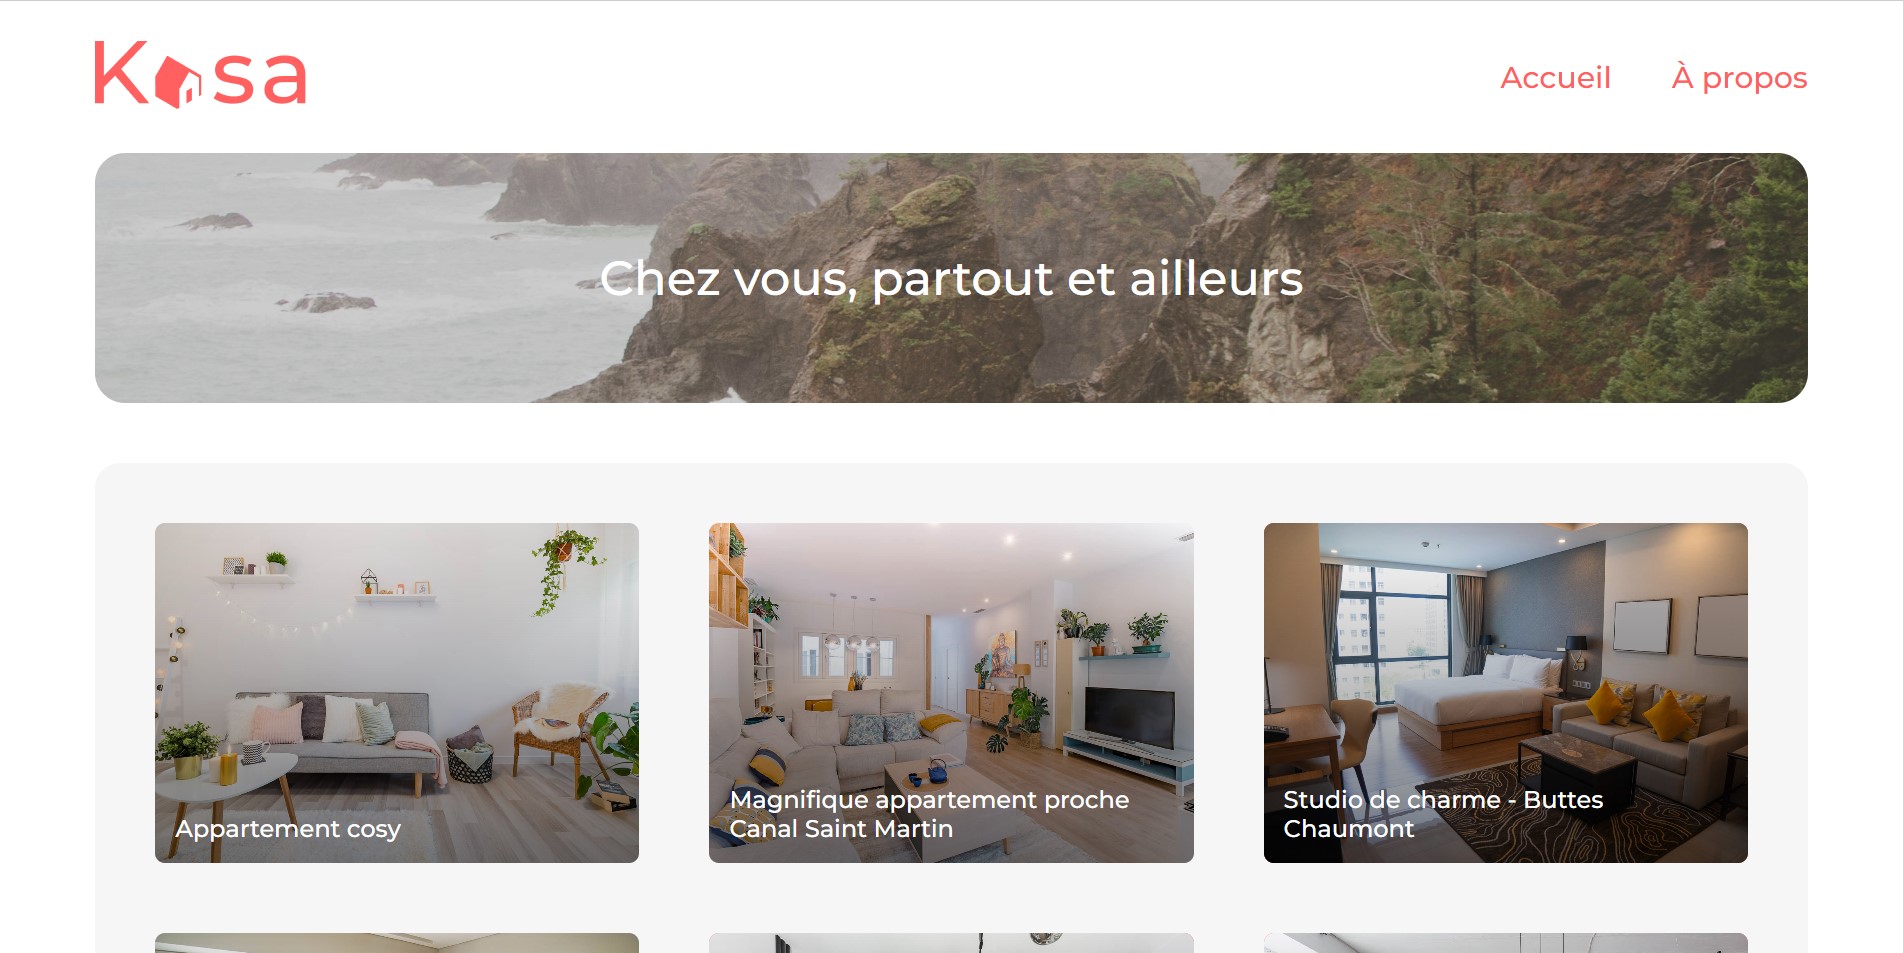 Kasa
Accueil
À propos
Chez vous, partout et ailleurs
Appartement cosy
Magnifique appartement proche
Canal Saint Martin
Studio de charme - Buttes
Chaumont